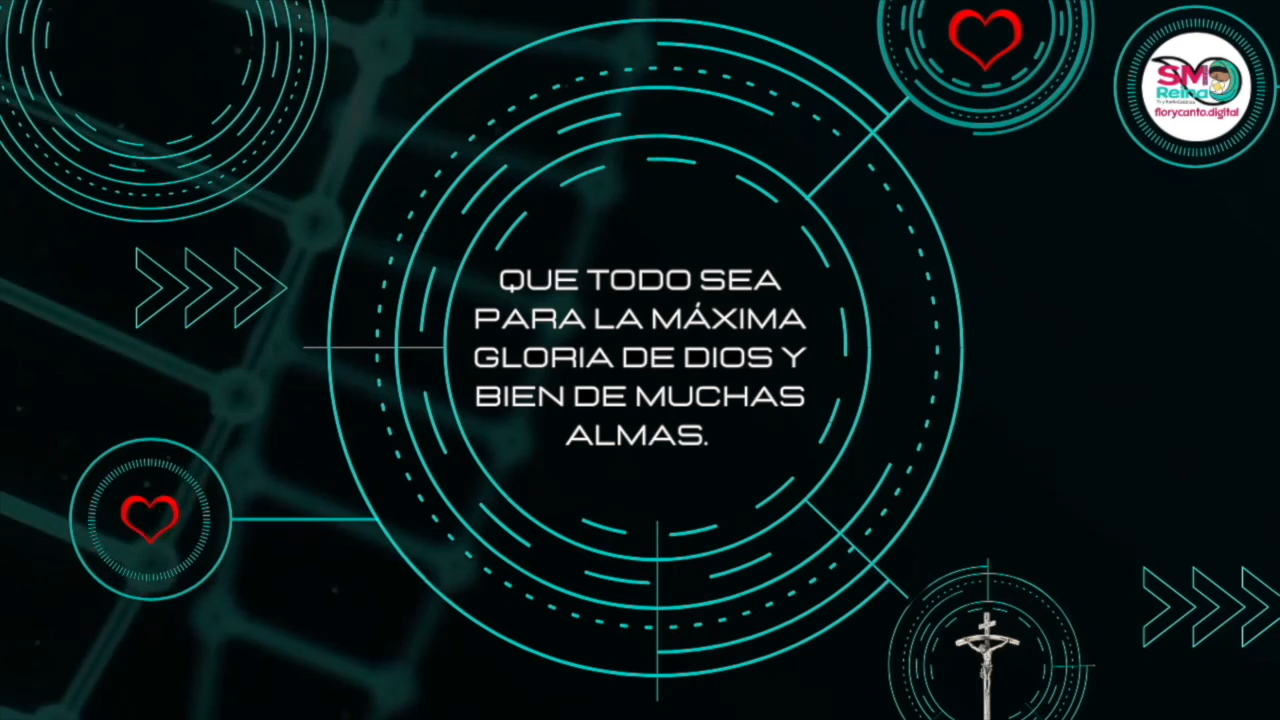 SM
Reina
florycanto.digital
QUE TODO SEA
PARA LA MÁXIMA
GLORIA DE DIOS Y
BIEN DE MUCHAS
ALMAS.